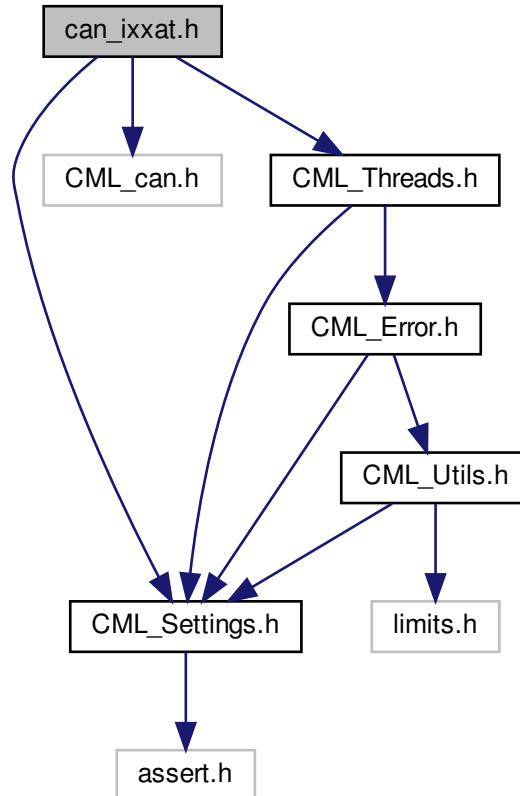 can_ixxat.h
CML_can.h
CML_Threads.h
CML_Error.h
CML_Utils.h
CML_Settings.h
limits.h
assert.h